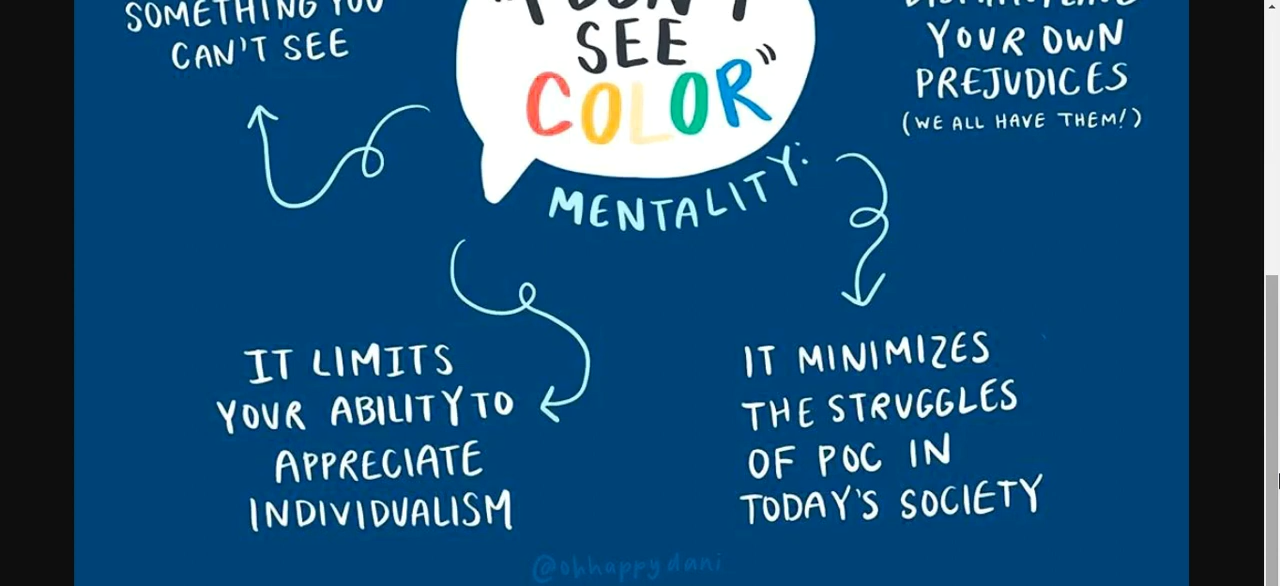 SOMETHING YOU
CAN'T SEE
"I DON'T
SEE
COLOR"
MENTALITY:
YOUR OWN
PREJUDICES
(WE ALL HAVE THEM!)
IT LIMITS
YOUR ABILITY TO
APPRECIATE
INDIVIDUALISM
IT MINIMIZES
THE STRUGGLES
OF POC IN
TODAY'S SOCIETY
@ohhappydani